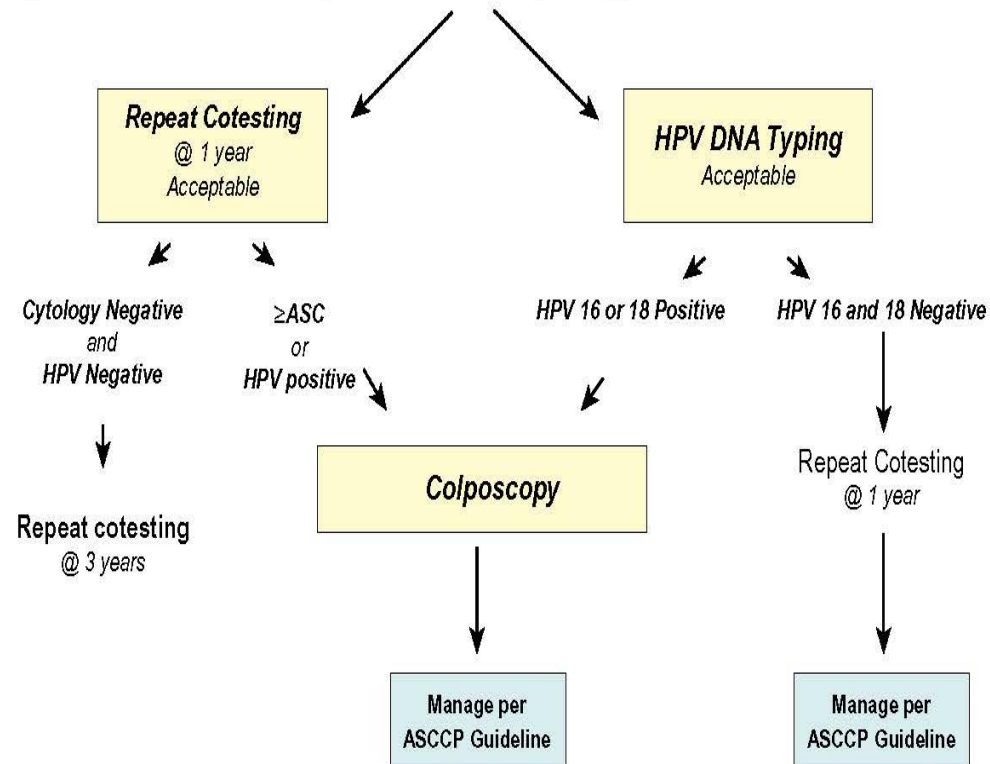 Repeat Cotesting
@ 1 year
Acceptable
HPV DNA Typing
Acceptable
Cytology Negative
and
HPV Negative
≥ASC
or
HPV positive
HPV 16 or 18 Positive
HPV 16 and 18 Negative
Repeat cotesting
@ 3 years
Colposcopy
Repeat Cotesting
@ 1 year
Manage per
ASCCP Guideline
Manage per
ASCCP Guideline